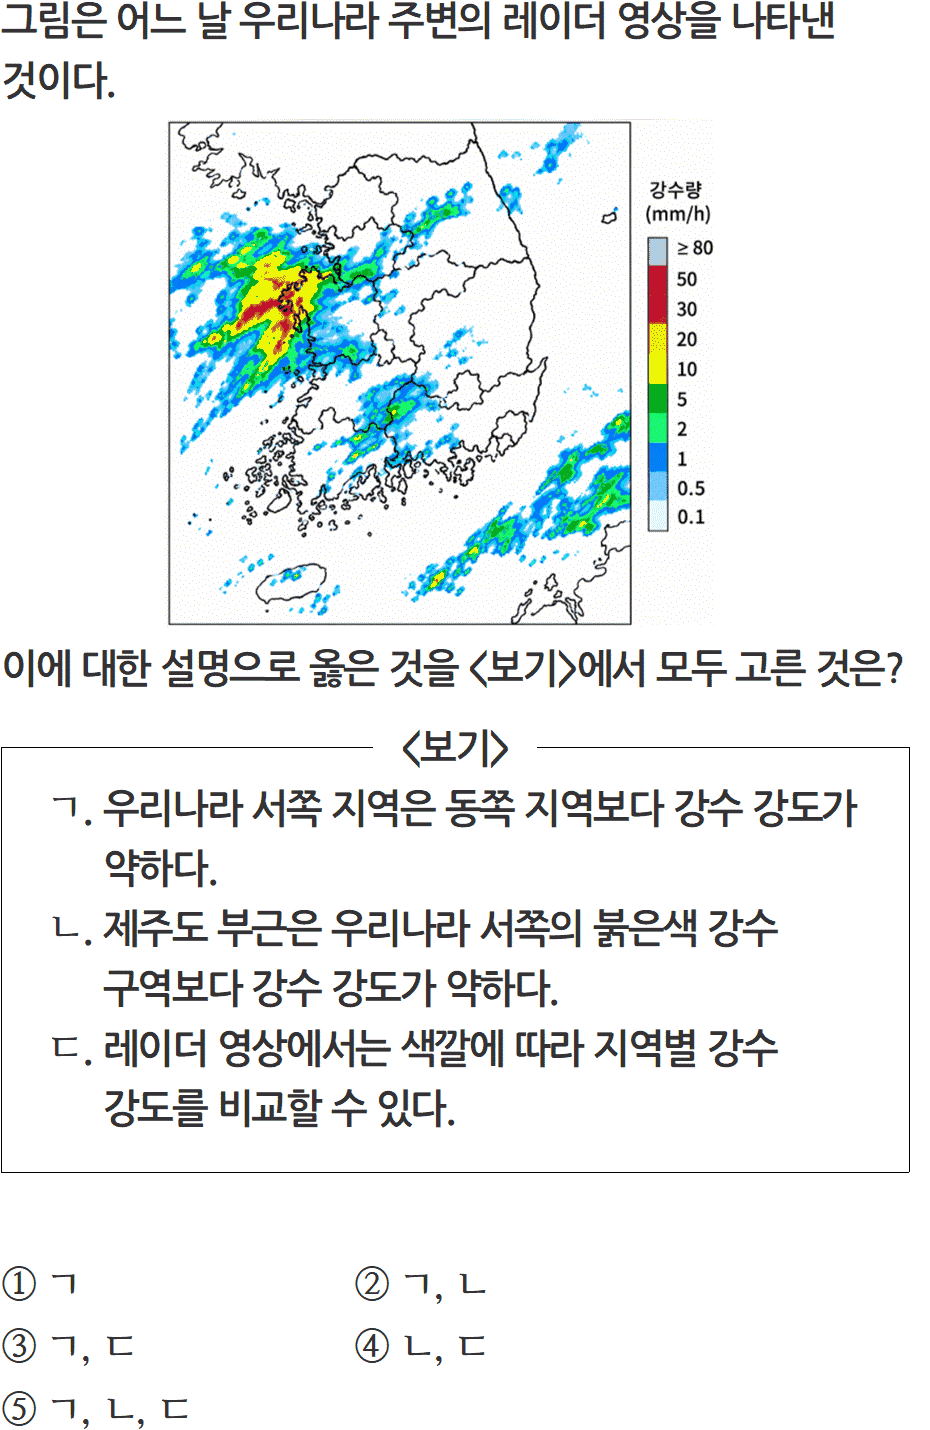 그림은 어느 날 우리나라 주변의 레이더 영상을 나타낸
것이다.
강수량
(mm/h)
≥ 80
50
30
20
10
5
2
1
0.5
0.1
이에 대한 설명으로 옳은 것을 <보기>에서 모두 고른 것은?
<보기>
ㄱ. 우리나라 서쪽 지역은 동쪽 지역보다 강수 강도가
약하다.
ㄴ. 제주도 부근은 우리나라 서쪽의 붉은색 강수
구역보다 강수 강도가 약하다.
ㄷ. 레이더 영상에서는 색깔에 따라 지역별 강수
강도를 비교할 수 있다.
① ㄱ ② ㄱ, ㄴ
③ ㄱ, ㄷ ④ ㄴ, ㄷ
⑤ ㄱ, ㄴ, ㄷ